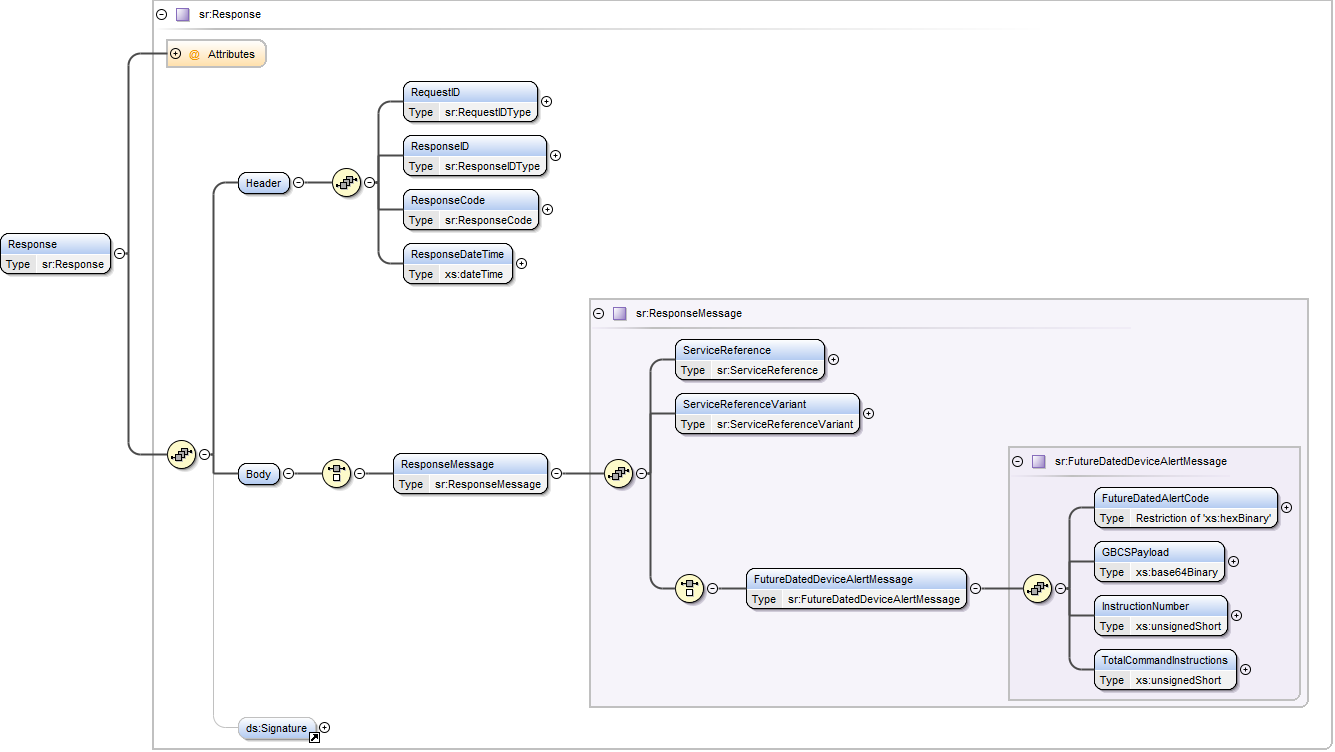 sr:Response
@ Attributes
RequestID
Type sr:RequestIDType
ResponseID
Type sr:ResponseIDType
Header
ResponseCode
Type sr:ResponseCode
Response
Type sr:Response
ResponseDateTime
Type xs:dateTime
sr:ResponseMessage
ServiceReference
Type sr:ServiceReference
ServiceReferenceVariant
Type sr:ServiceReferenceVariant
Body
ResponseMessage
Type sr:ResponseMessage
sr:FutureDatedDeviceAlertMessage
FutureDatedAlertCode
Type Restriction of 'xs:hexBinary'
GBCSPayload
Type xs:base64Binary
FutureDatedDeviceAlertMessage
Type sr:FutureDatedDeviceAlertMessage
InstructionNumber
Type xs:unsignedShort
TotalCommandInstructions
Type xs:unsignedShort
ds:Signature